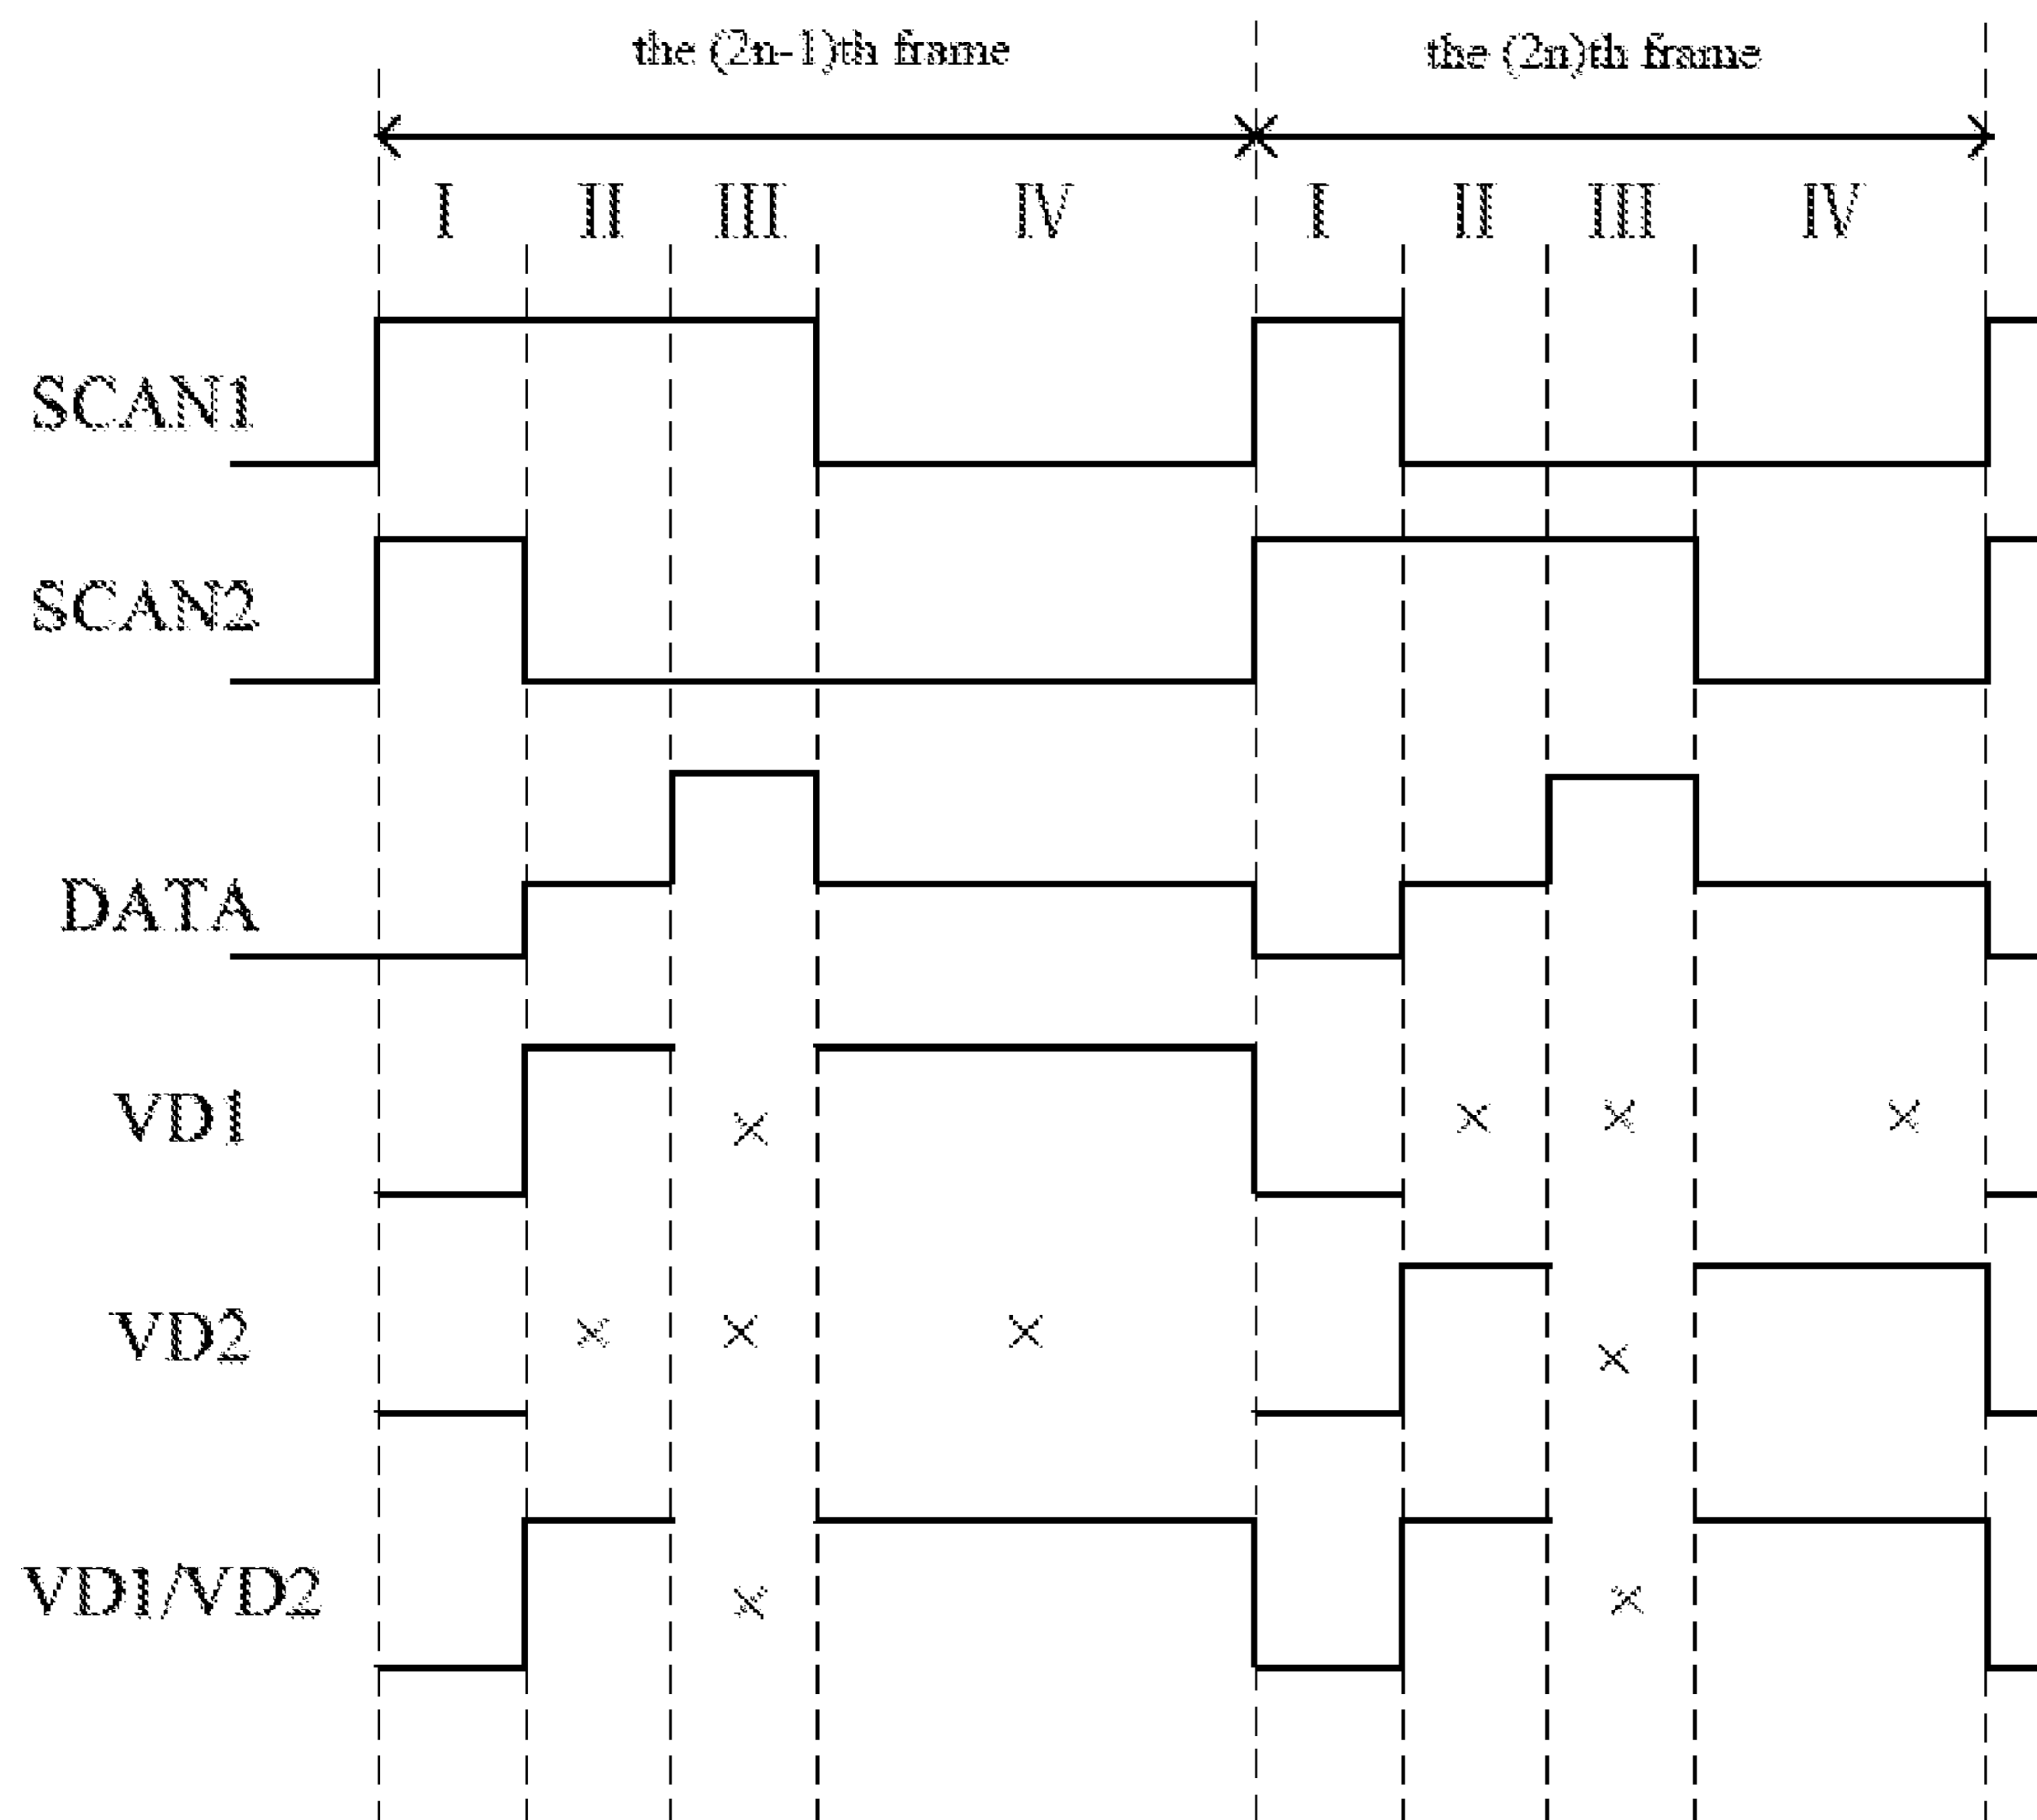 the (2n-1)th frame the (2n)th frame
I II III IV I II III IV
SCAN1
SCAN2
DATA
VD1 × × × ×
VD2 × × × ×
VD1/VD2 × ×